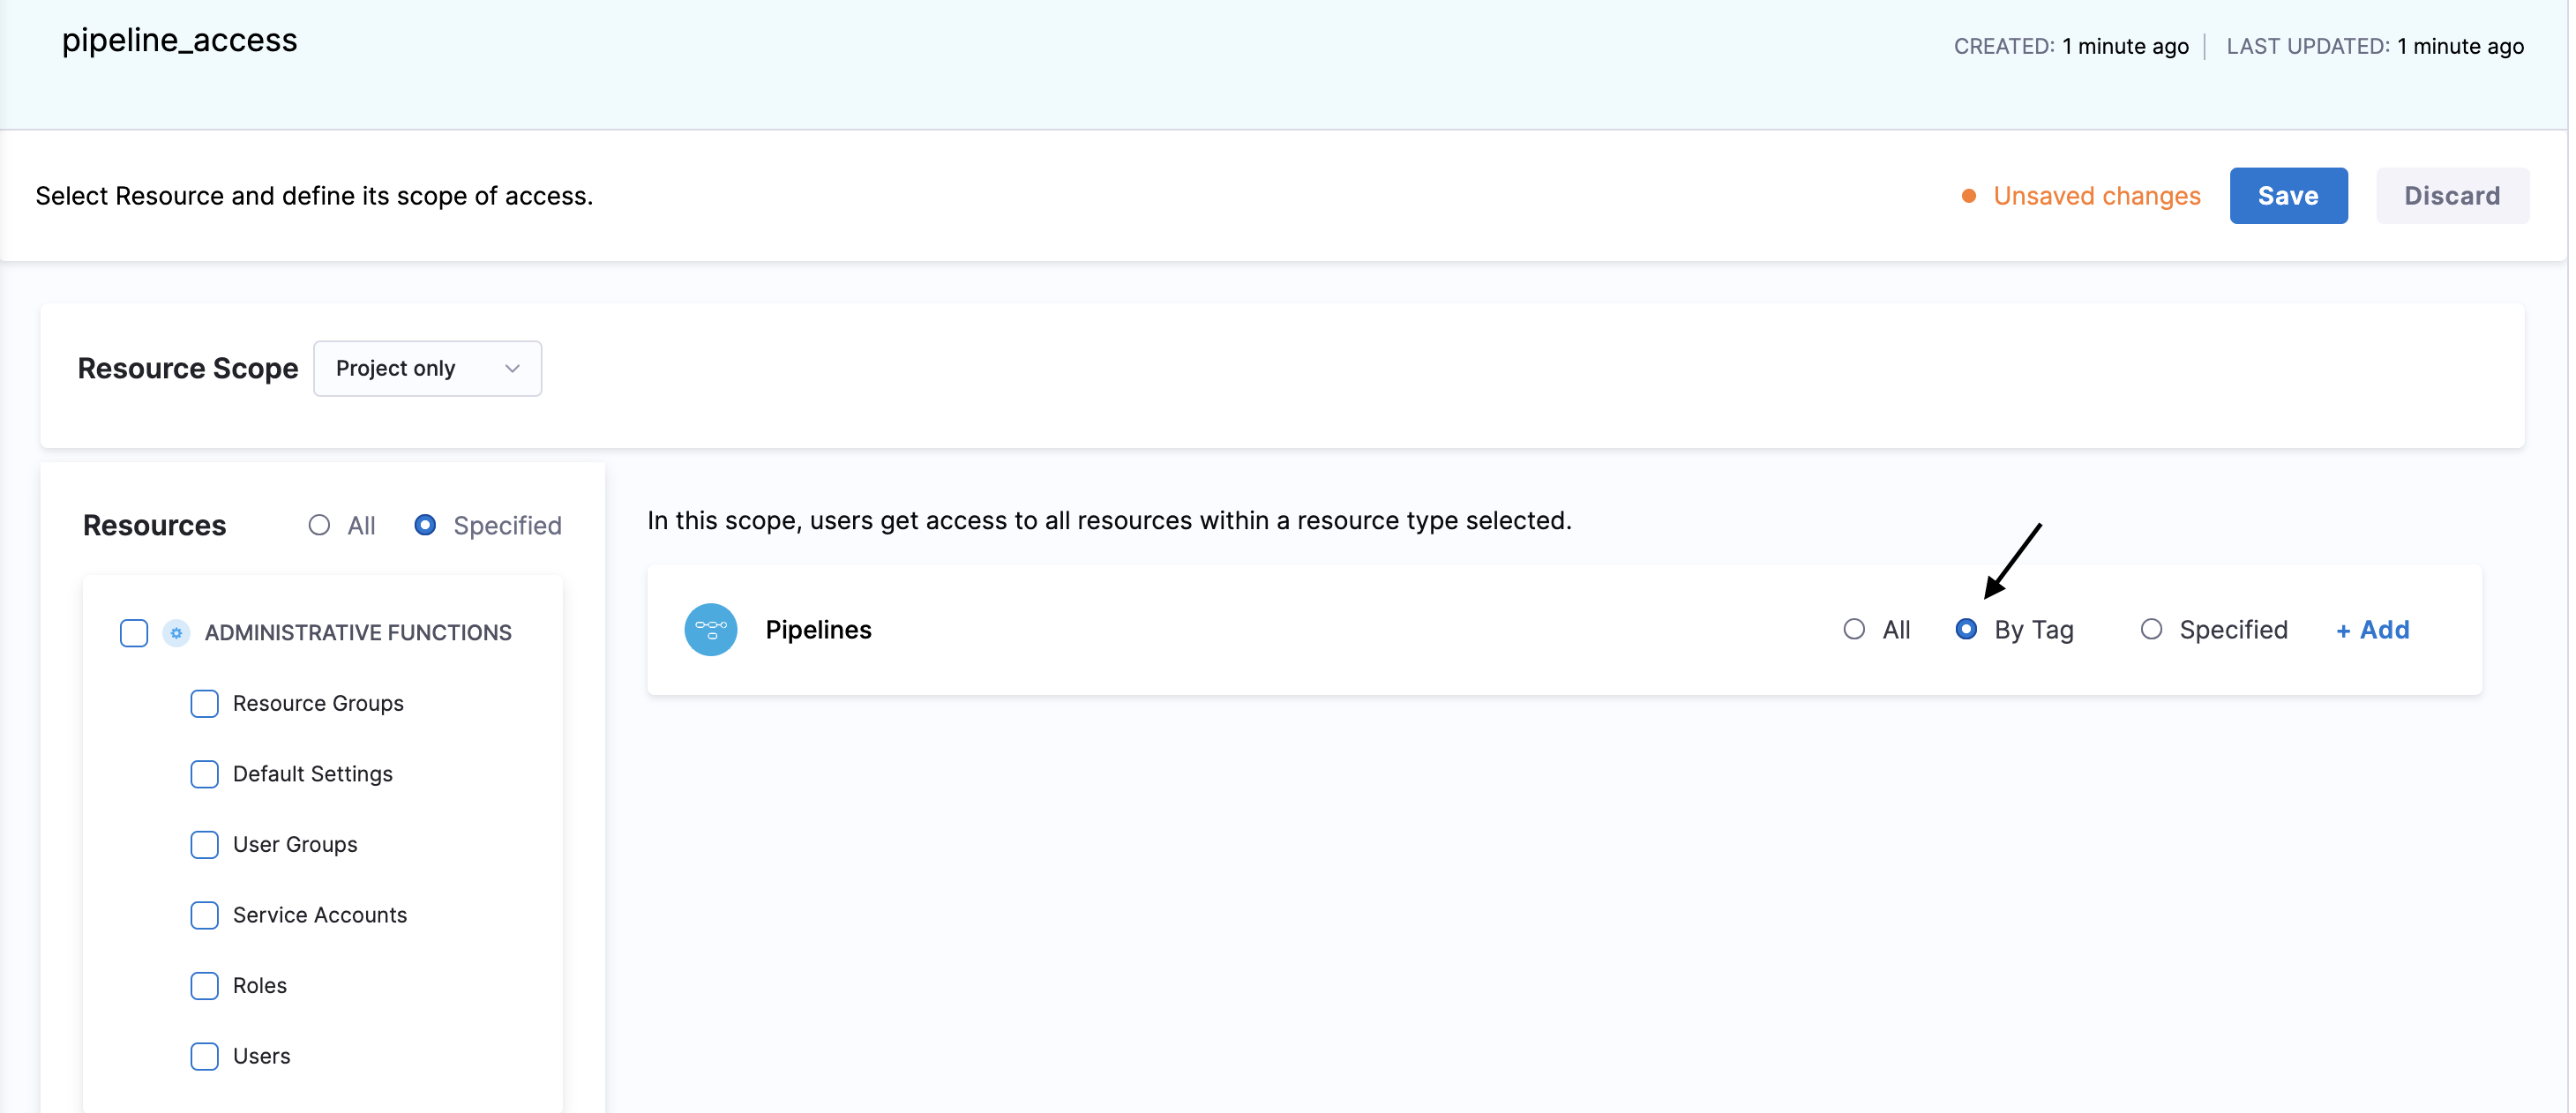 pipeline_access
CREATED: 1 minute ago | LAST UPDATED: 1 minute ago
Select Resource and define its scope of access.
Unsaved changes
Save
Discard
Resource Scope
Project only
Resources
All
Specified
In this scope, users get access to all resources within a resource type selected.
Pipelines
All
By Tag
Specified
+ Add
ADMINISTRATIVE FUNCTIONS
Resource Groups
Default Settings
User Groups
Service Accounts
Roles
Users